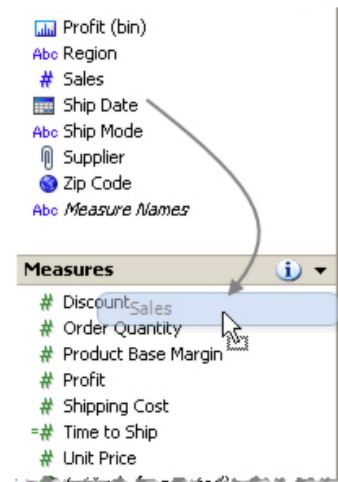 Profit (bin)
Abc Region
# Sales
Ship Date
Abc Ship Mode
Supplier
Zip Code
Abc Measure Names
Measures
# Discount
Sales
# Order Quantity
# Product Base Margin
# Profit
# Shipping Cost
=# Time to Ship
# Unit Price